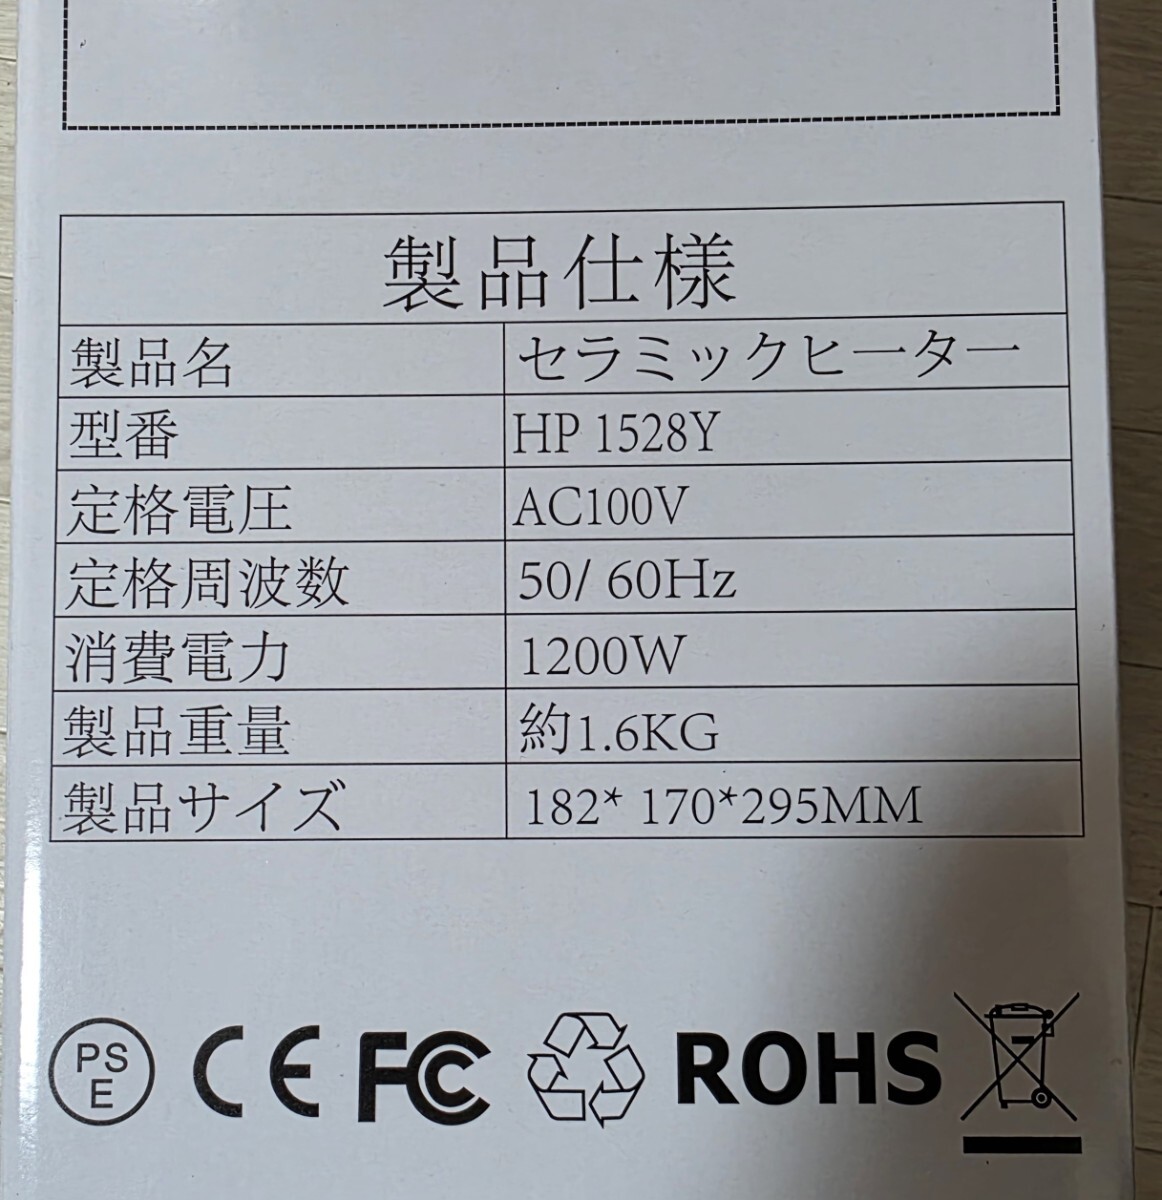 製品仕様
製品名 セラミックヒーター
型番 HP 1528Y
定格電圧 AC100V
定格周波数 50/ 60Hz
消費電力 1200W
製品重量 約1.6KG
製品サイズ 182* 170*295MM
PS
E
CE FC ROHS